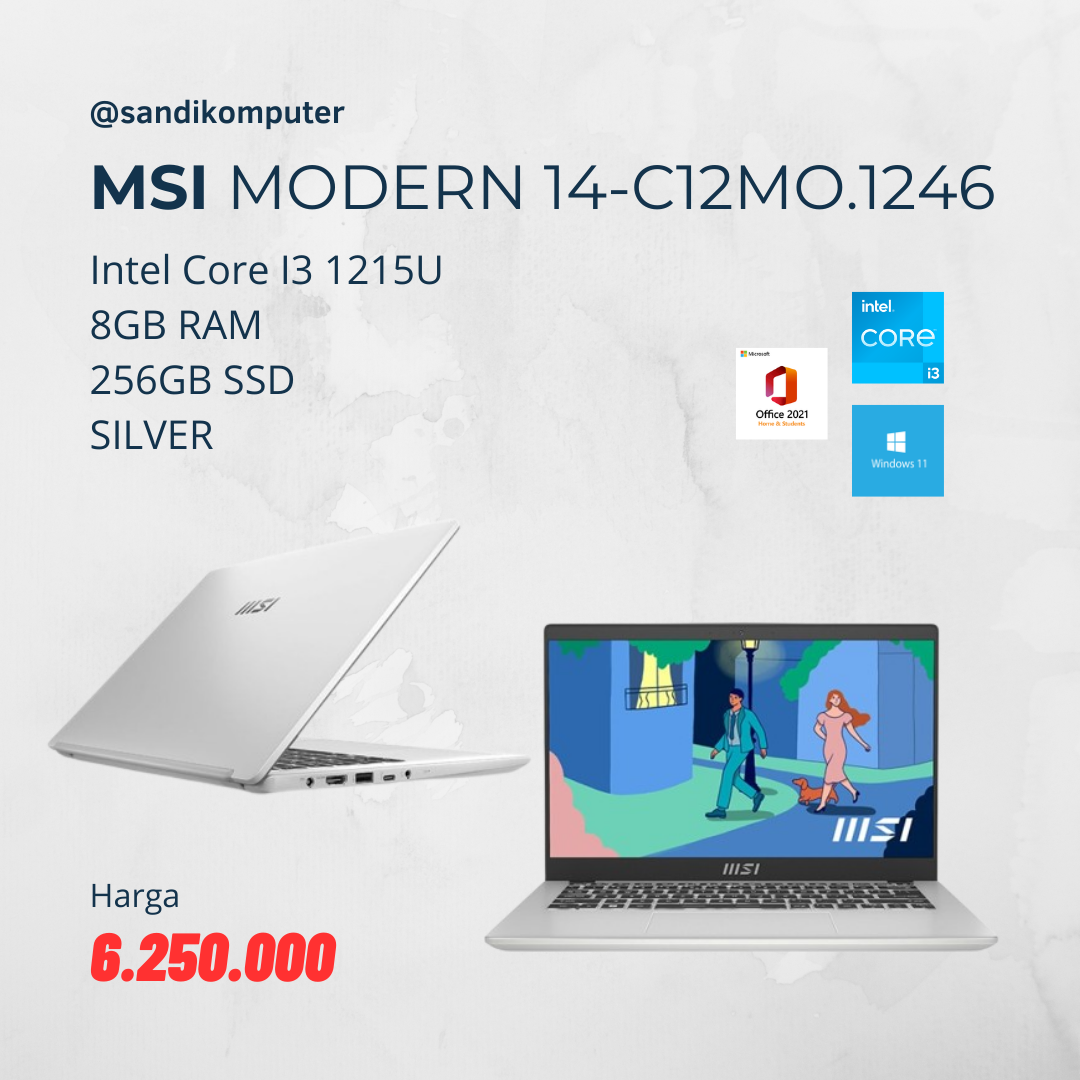 @sandikomputer
MSI MODERN 14-C12MO.1246
Intel Core I3 1215U
8GB RAM
256GB SSD
SILVER
intel.
CORE
i3
Microsoft
Office 2021
Home & Students
Windows 11
msi
msi
msi
Harga
6.250.000